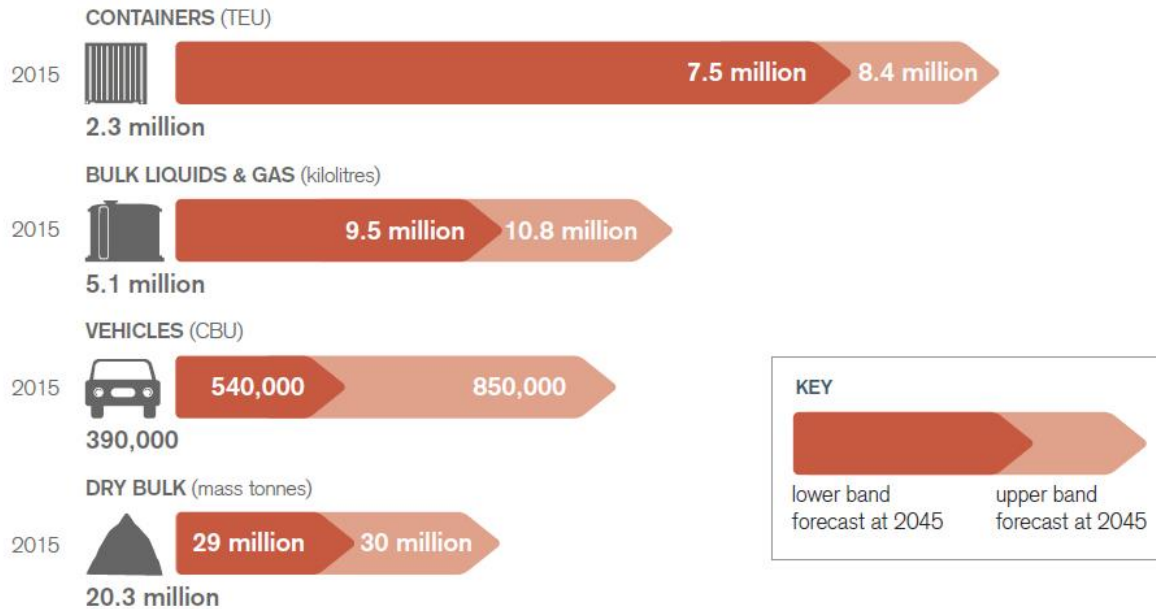 CONTAINERS (TEU)
2015
7.5 million
8.4 million
2.3 million
BULK LIQUIDS & GAS (kilolitres)
2015
9.5 million
10.8 million
5.1 million
VEHICLES (CBU)
2015
540,000
850,000
390,000
DRY BULK (mass tonnes)
2015
29 million
30 million
20.3 million
KEY
lower band
forecast at 2045
upper band
forecast at 2045